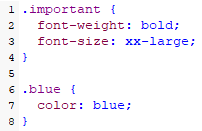 1 .important {
2   font-weight: bold;
3   font-size: xx-large;
4 }
5
6 .blue {
7   color: blue;
8 }